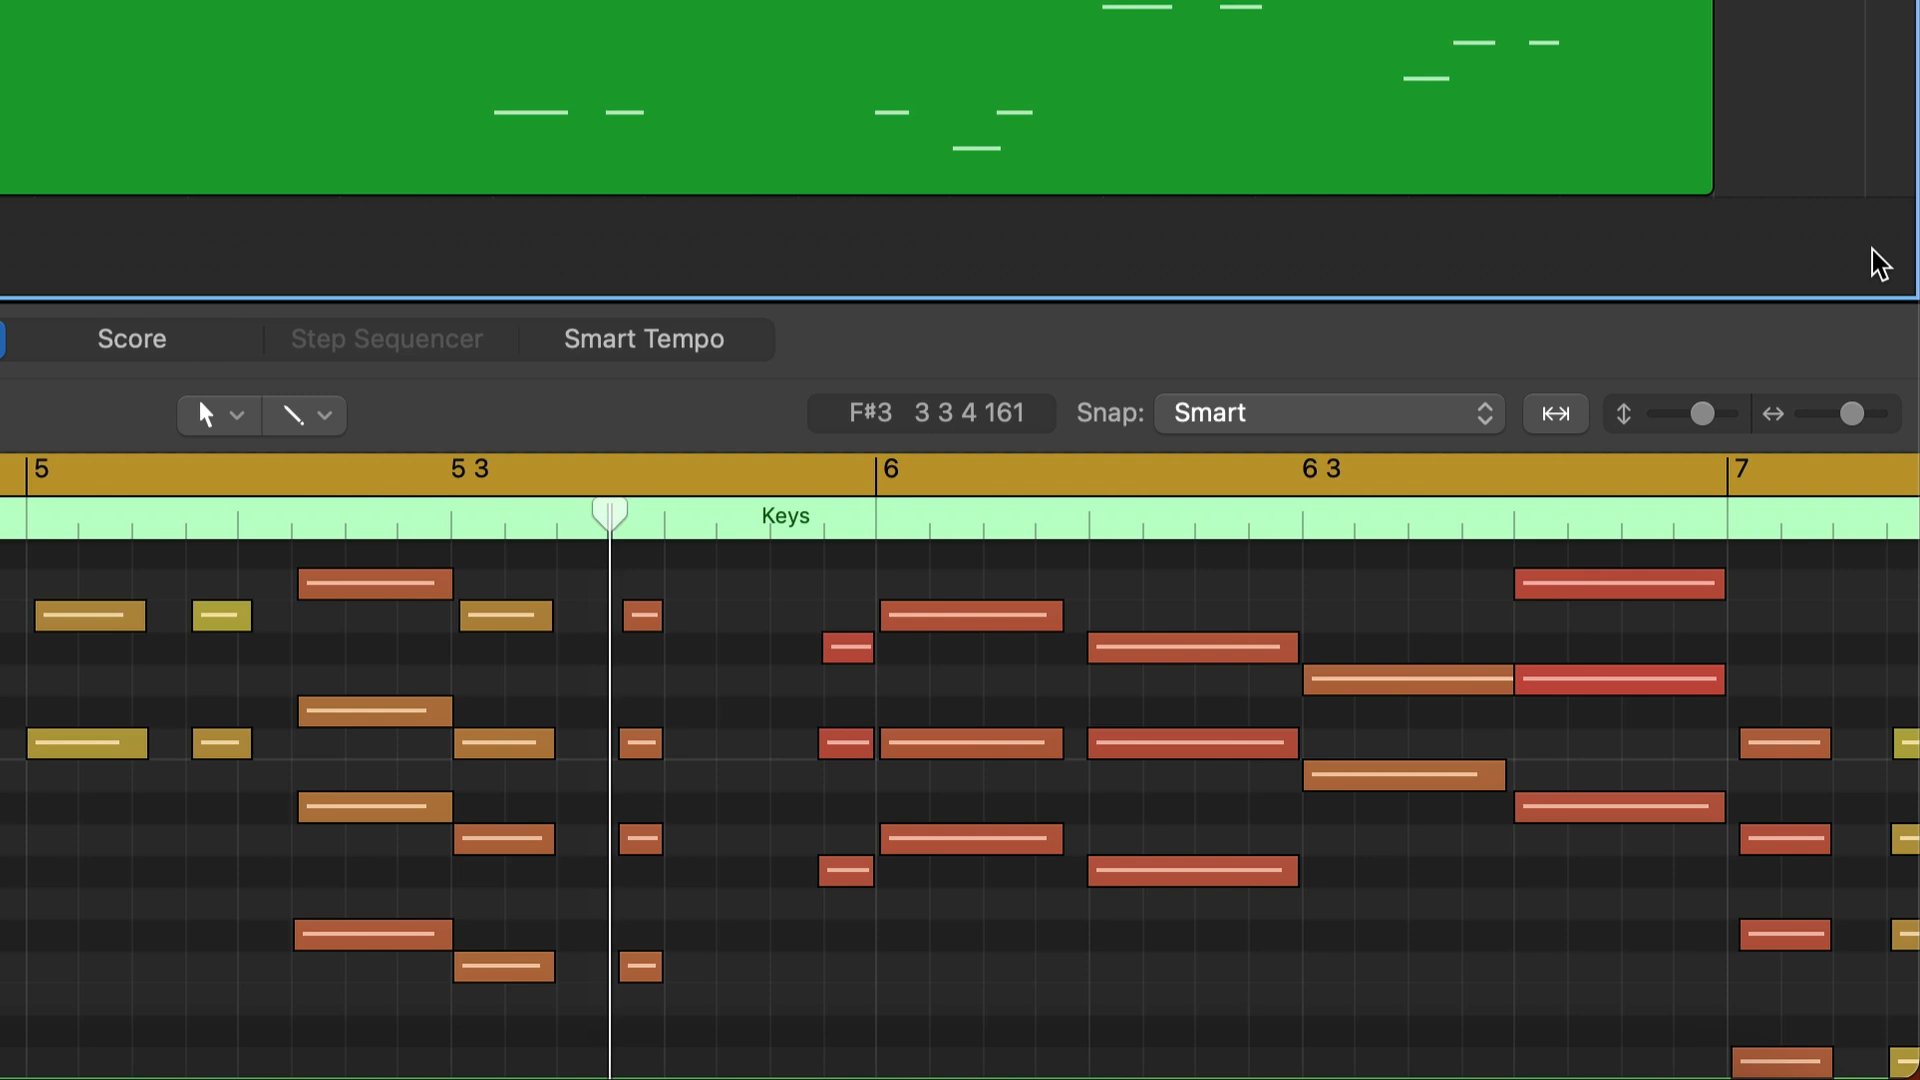 Score Step Sequencer Smart Tempo
F#3 3 3 4 161 Snap: Smart
5 5 3 6 6 3 7
Keys